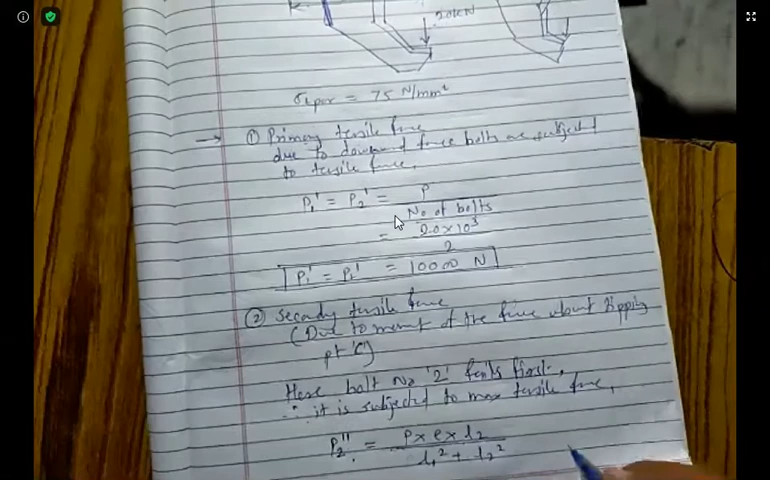 20KN
σt per = 75 N/mm²
→ ① Primary tensile force
due to downward force bolts are subject
to tensile force.
P₁' = P₂' = P / No of bolts
= 20×10³ / 2
P₁' = P₂' = 10000 N
② Secondy tensile force
(Due to moment of the force about tipping
pt 'C')
Here bolt No '2' fails first.
∴ it is subjected to max tensile force,
P₂'' = P × e × l₂ / l₁² + l₂²